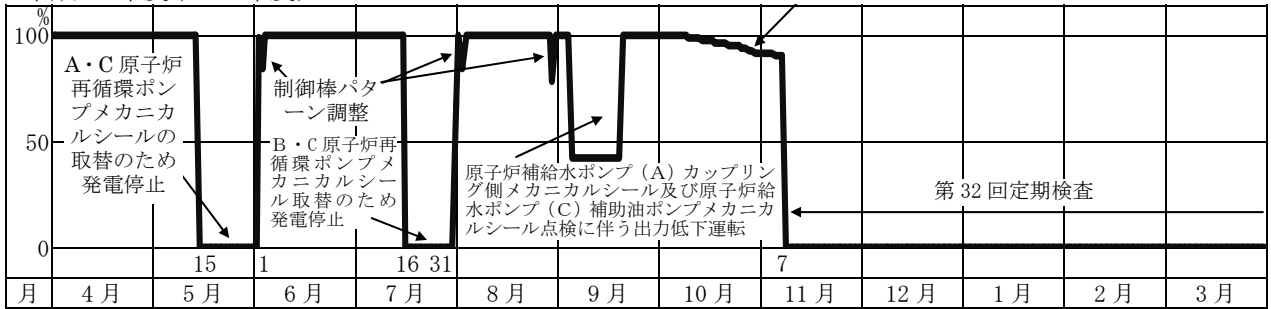 %
100
50
0
A・C 原子炉
再循環ポン
プメカニカ
ルシールの
取替のため
発電停止
制御棒パタ
ーン調整
B・C 原子炉再
循環ポンプメ
カニカルシー
ル取替のため
発電停止
原子炉補給水ポンプ（A）カップリン
グ側メカニカルシール及び原子炉給
水ポンプ（C）補助油ポンプメカニカ
ルシール点検に伴う出力低下運転
第 32 回定期検査
15 1 16 31 7
月 4 月 5 月 6 月 7 月 8 月 9 月 10 月 11 月 12 月 1 月 2 月 3 月